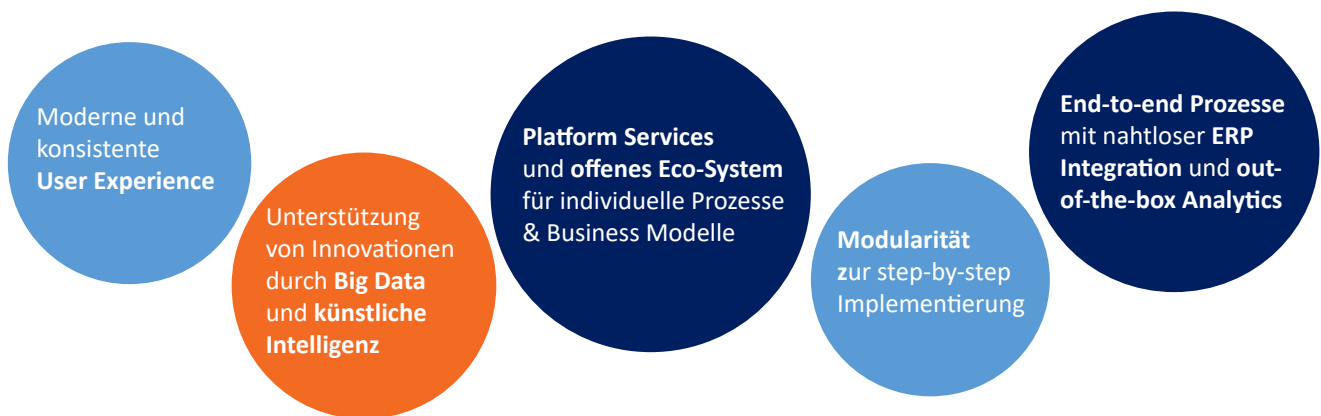 Moderne und
konsistente
User Experience
Unterstützung
von Innovationen
durch Big Data
und künstliche
Intelligenz
Platform Services
und offenes Eco-System
für individuelle Prozesse
& Business Modelle
Modularität
zur step-by-step
Implementierung
End-to-end Prozesse
mit nahtloser ERP
Integration und out-
of-the-box Analytics